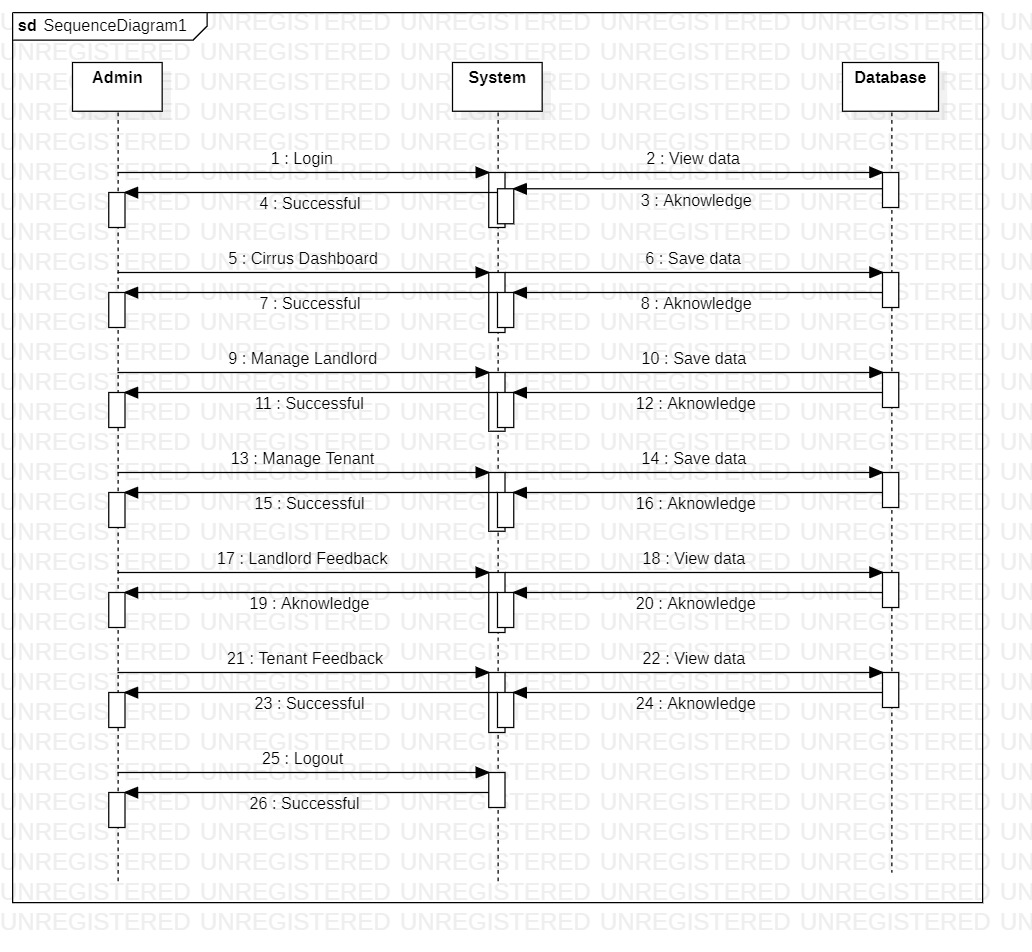 sd SequenceDiagram1
Admin System Database
1 : Login 2 : View data
4 : Successful 3 : Aknowledge
5 : Cirrus Dashboard 6 : Save data
7 : Successful 8 : Aknowledge
9 : Manage Landlord 10 : Save data
11 : Successful 12 : Aknowledge
13 : Manage Tenant 14 : Save data
15 : Successful 16 : Aknowledge
17 : Landlord Feedback 18 : View data
19 : Aknowledge 20 : Aknowledge
21 : Tenant Feedback 22 : View data
23 : Successful 24 : Aknowledge
25 : Logout
26 : Successful
UNREGISTERED